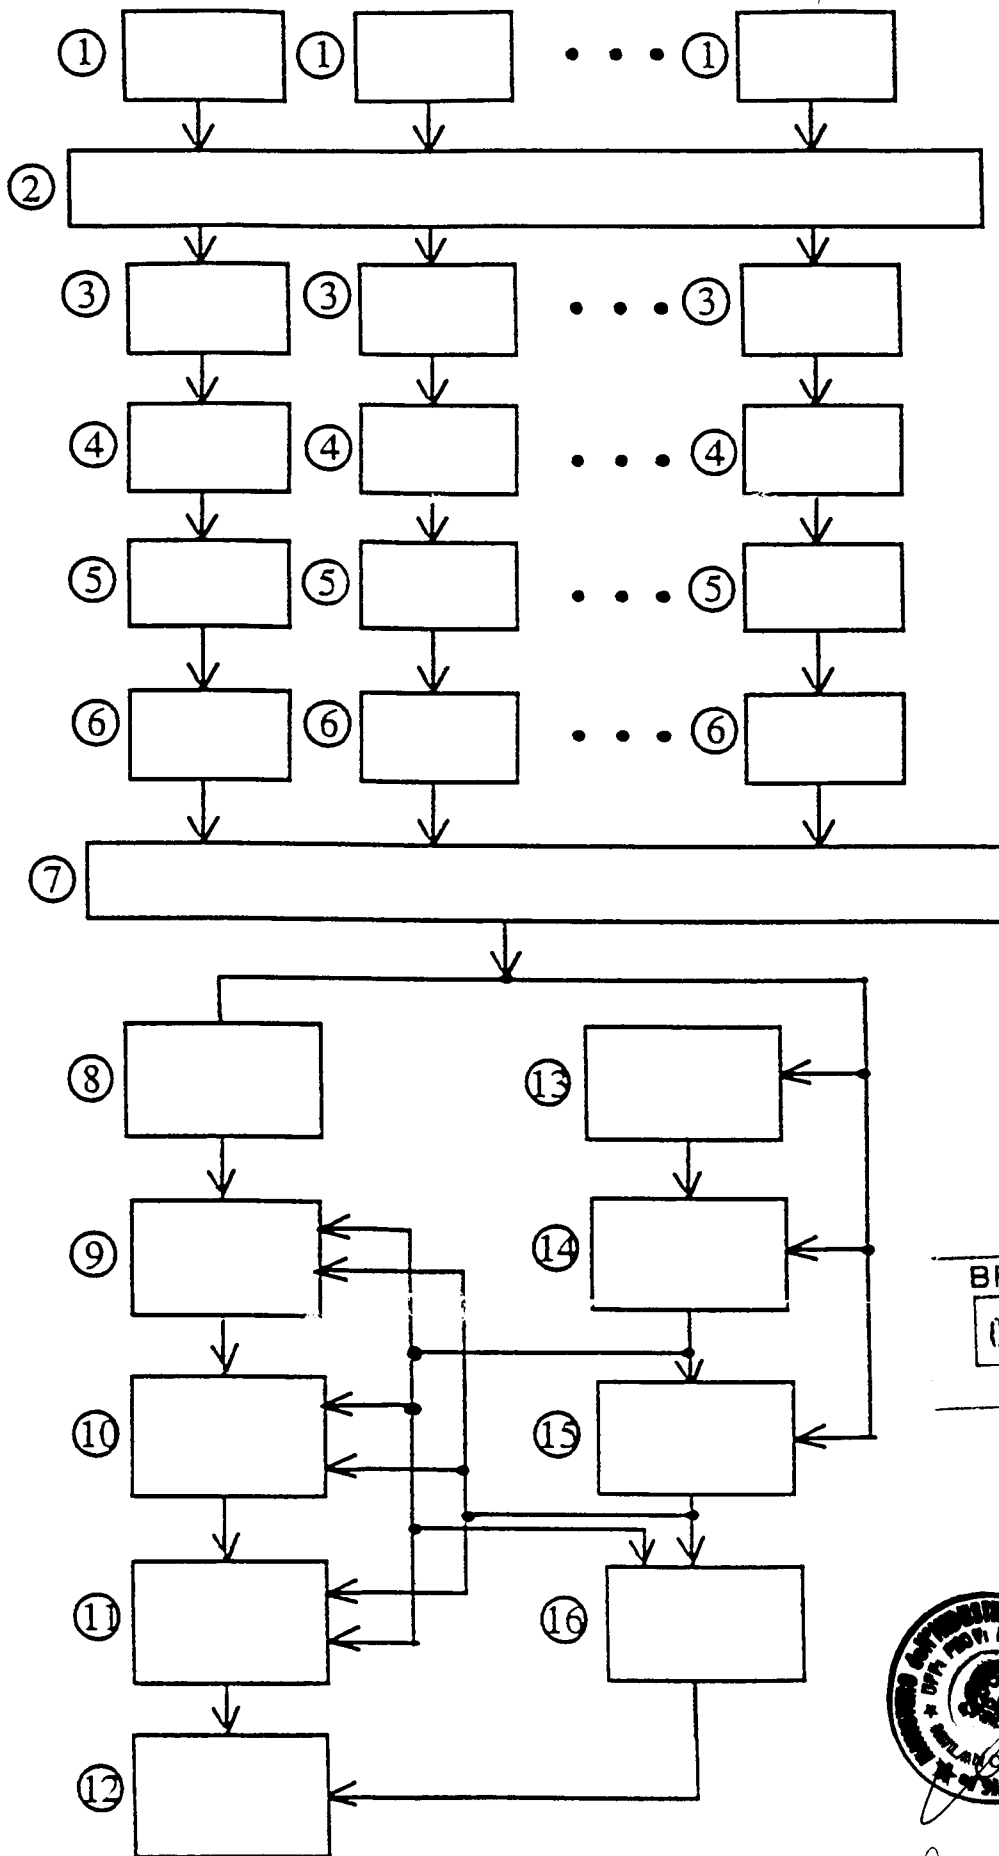 ① ① ①
②
③ ③ ③
④ ④ ④
⑤ ⑤ ⑤
⑥ ⑥ ⑥
⑦
⑧ ⑬
⑨ ⑭
⑩ ⑮
⑪ ⑯
⑫